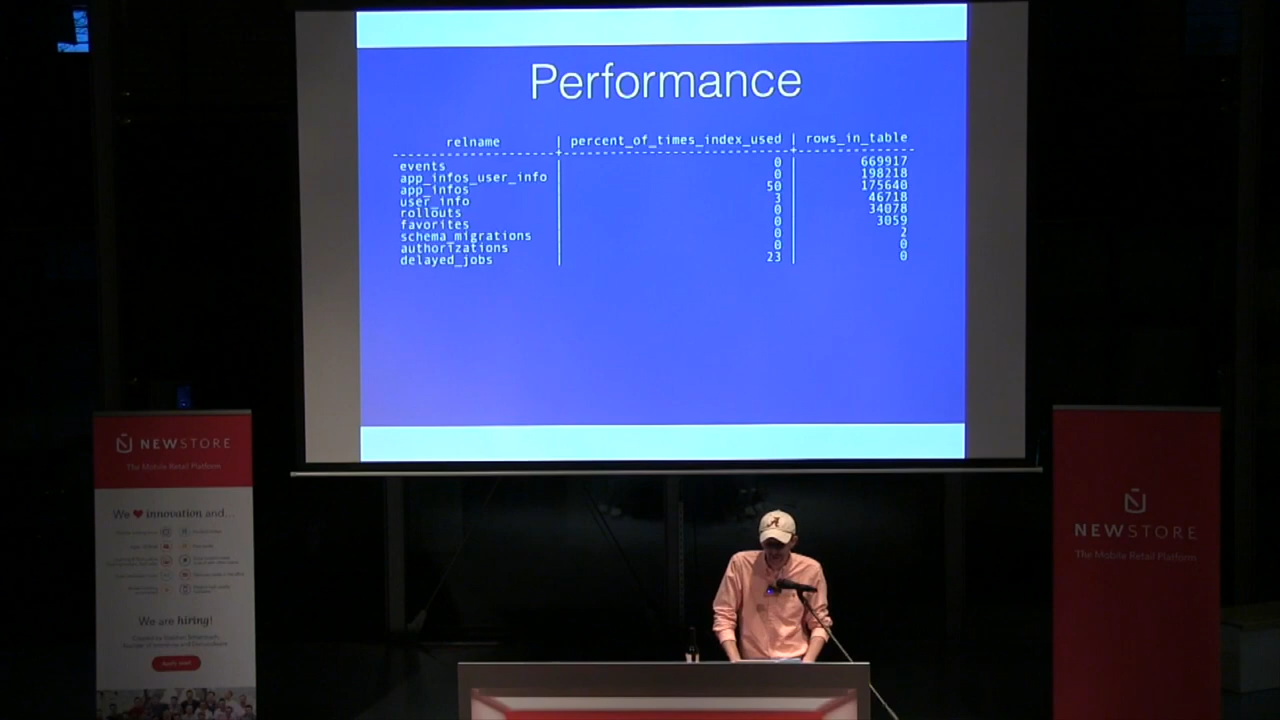 Performance
relname | percent_of_times_index_used | rows_in_table
events | 0 | 669917
app_infos_user_info | 0 | 198218
app_infos | 50 | 175640
user_info | 3 | 46718
rollouts | 0 | 34078
favorites | 0 | 3059
schema_migrations | 0 | 2
authorizations | 0 | 0
delayed_jobs | 23 | 0
NEWSTORE
The Mobile Retail Platform
We ♥ innovation and...
We are hiring!
Apply now!
A
NEWSTORE
The Mobile Retail Platform